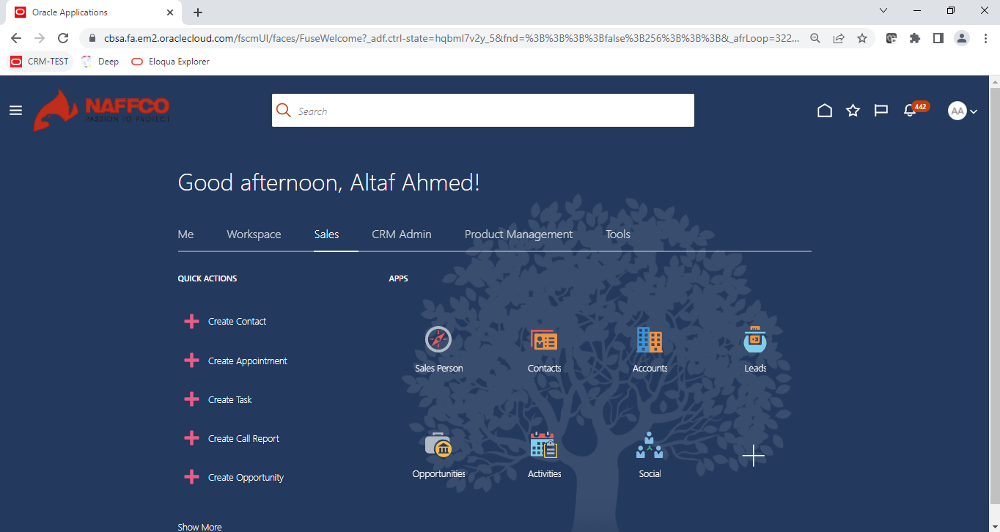 Oracle Applications
cbsa.fa.em2.oraclecloud.com/fscmUI/faces/FuseWelcome?_adf.ctrl-state=hqbml7v2y_5&fnd=%3B%3B%3B%3Bfalse%3B256%3B%3B%3B&_afrLoop=322...
CRM-TEST Deep Eloqua Explorer
NAFFCO
PASSION TO PROTECT
Search
442
AA
Good afternoon, Altaf Ahmed!
Me Workspace Sales CRM Admin Product Management Tools
QUICK ACTIONS
APPS
Create Contact
Create Appointment
Create Task
Create Call Report
Create Opportunity
Show More
Sales Person Contacts Accounts Leads
Opportunities Activities Social